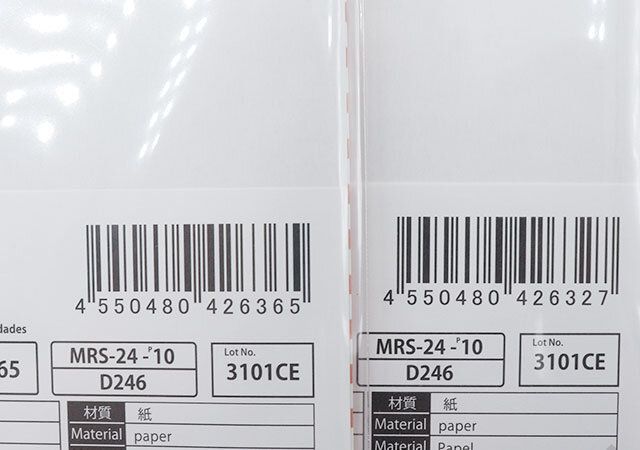 4 550480 426365
dades
65
MRS-24 -ᴾ10
D246
Lot No.
3101CE
材質 紙
Material paper
4 550480 426327
MRS-24 -ᴾ10
D246
Lot No.
3101CE
材質 紙
Material paper
Material Papel